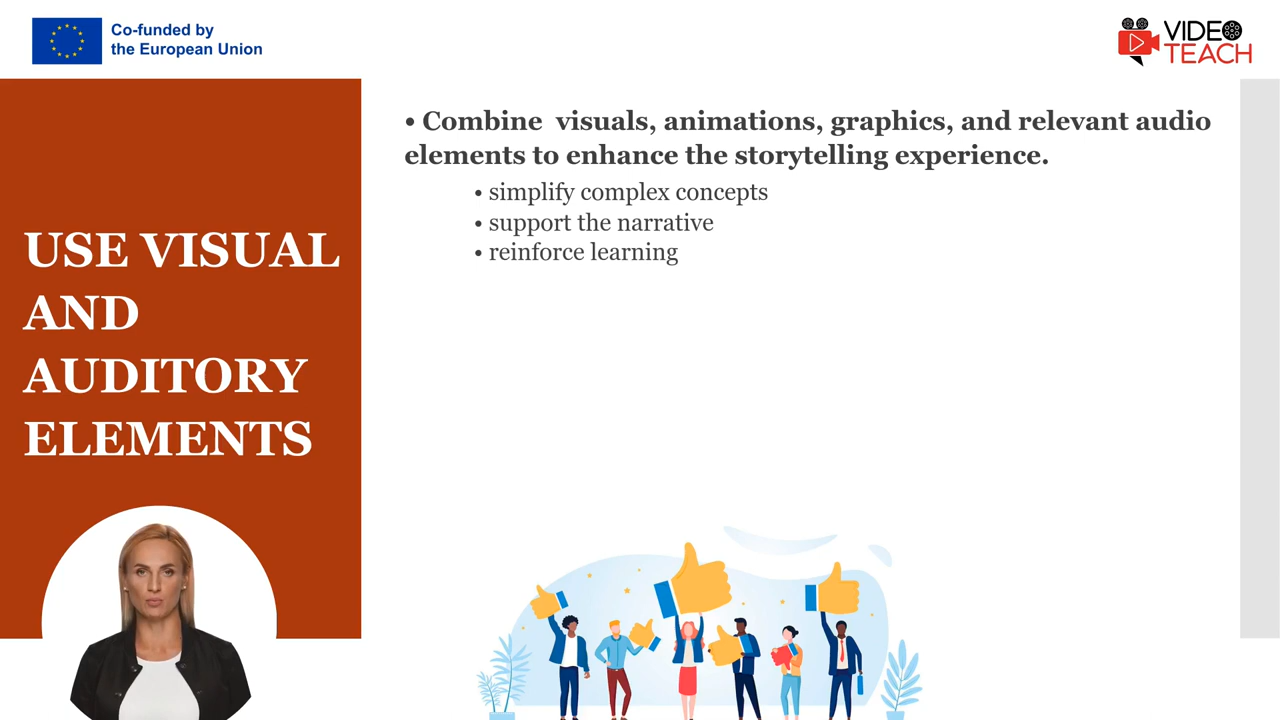 Co-funded by
the European Union
VIDEO
TEACH
USE VISUAL
AND
AUDITORY
ELEMENTS
• Combine visuals, animations, graphics, and relevant audio
elements to enhance the storytelling experience.
• simplify complex concepts
• support the narrative
• reinforce learning